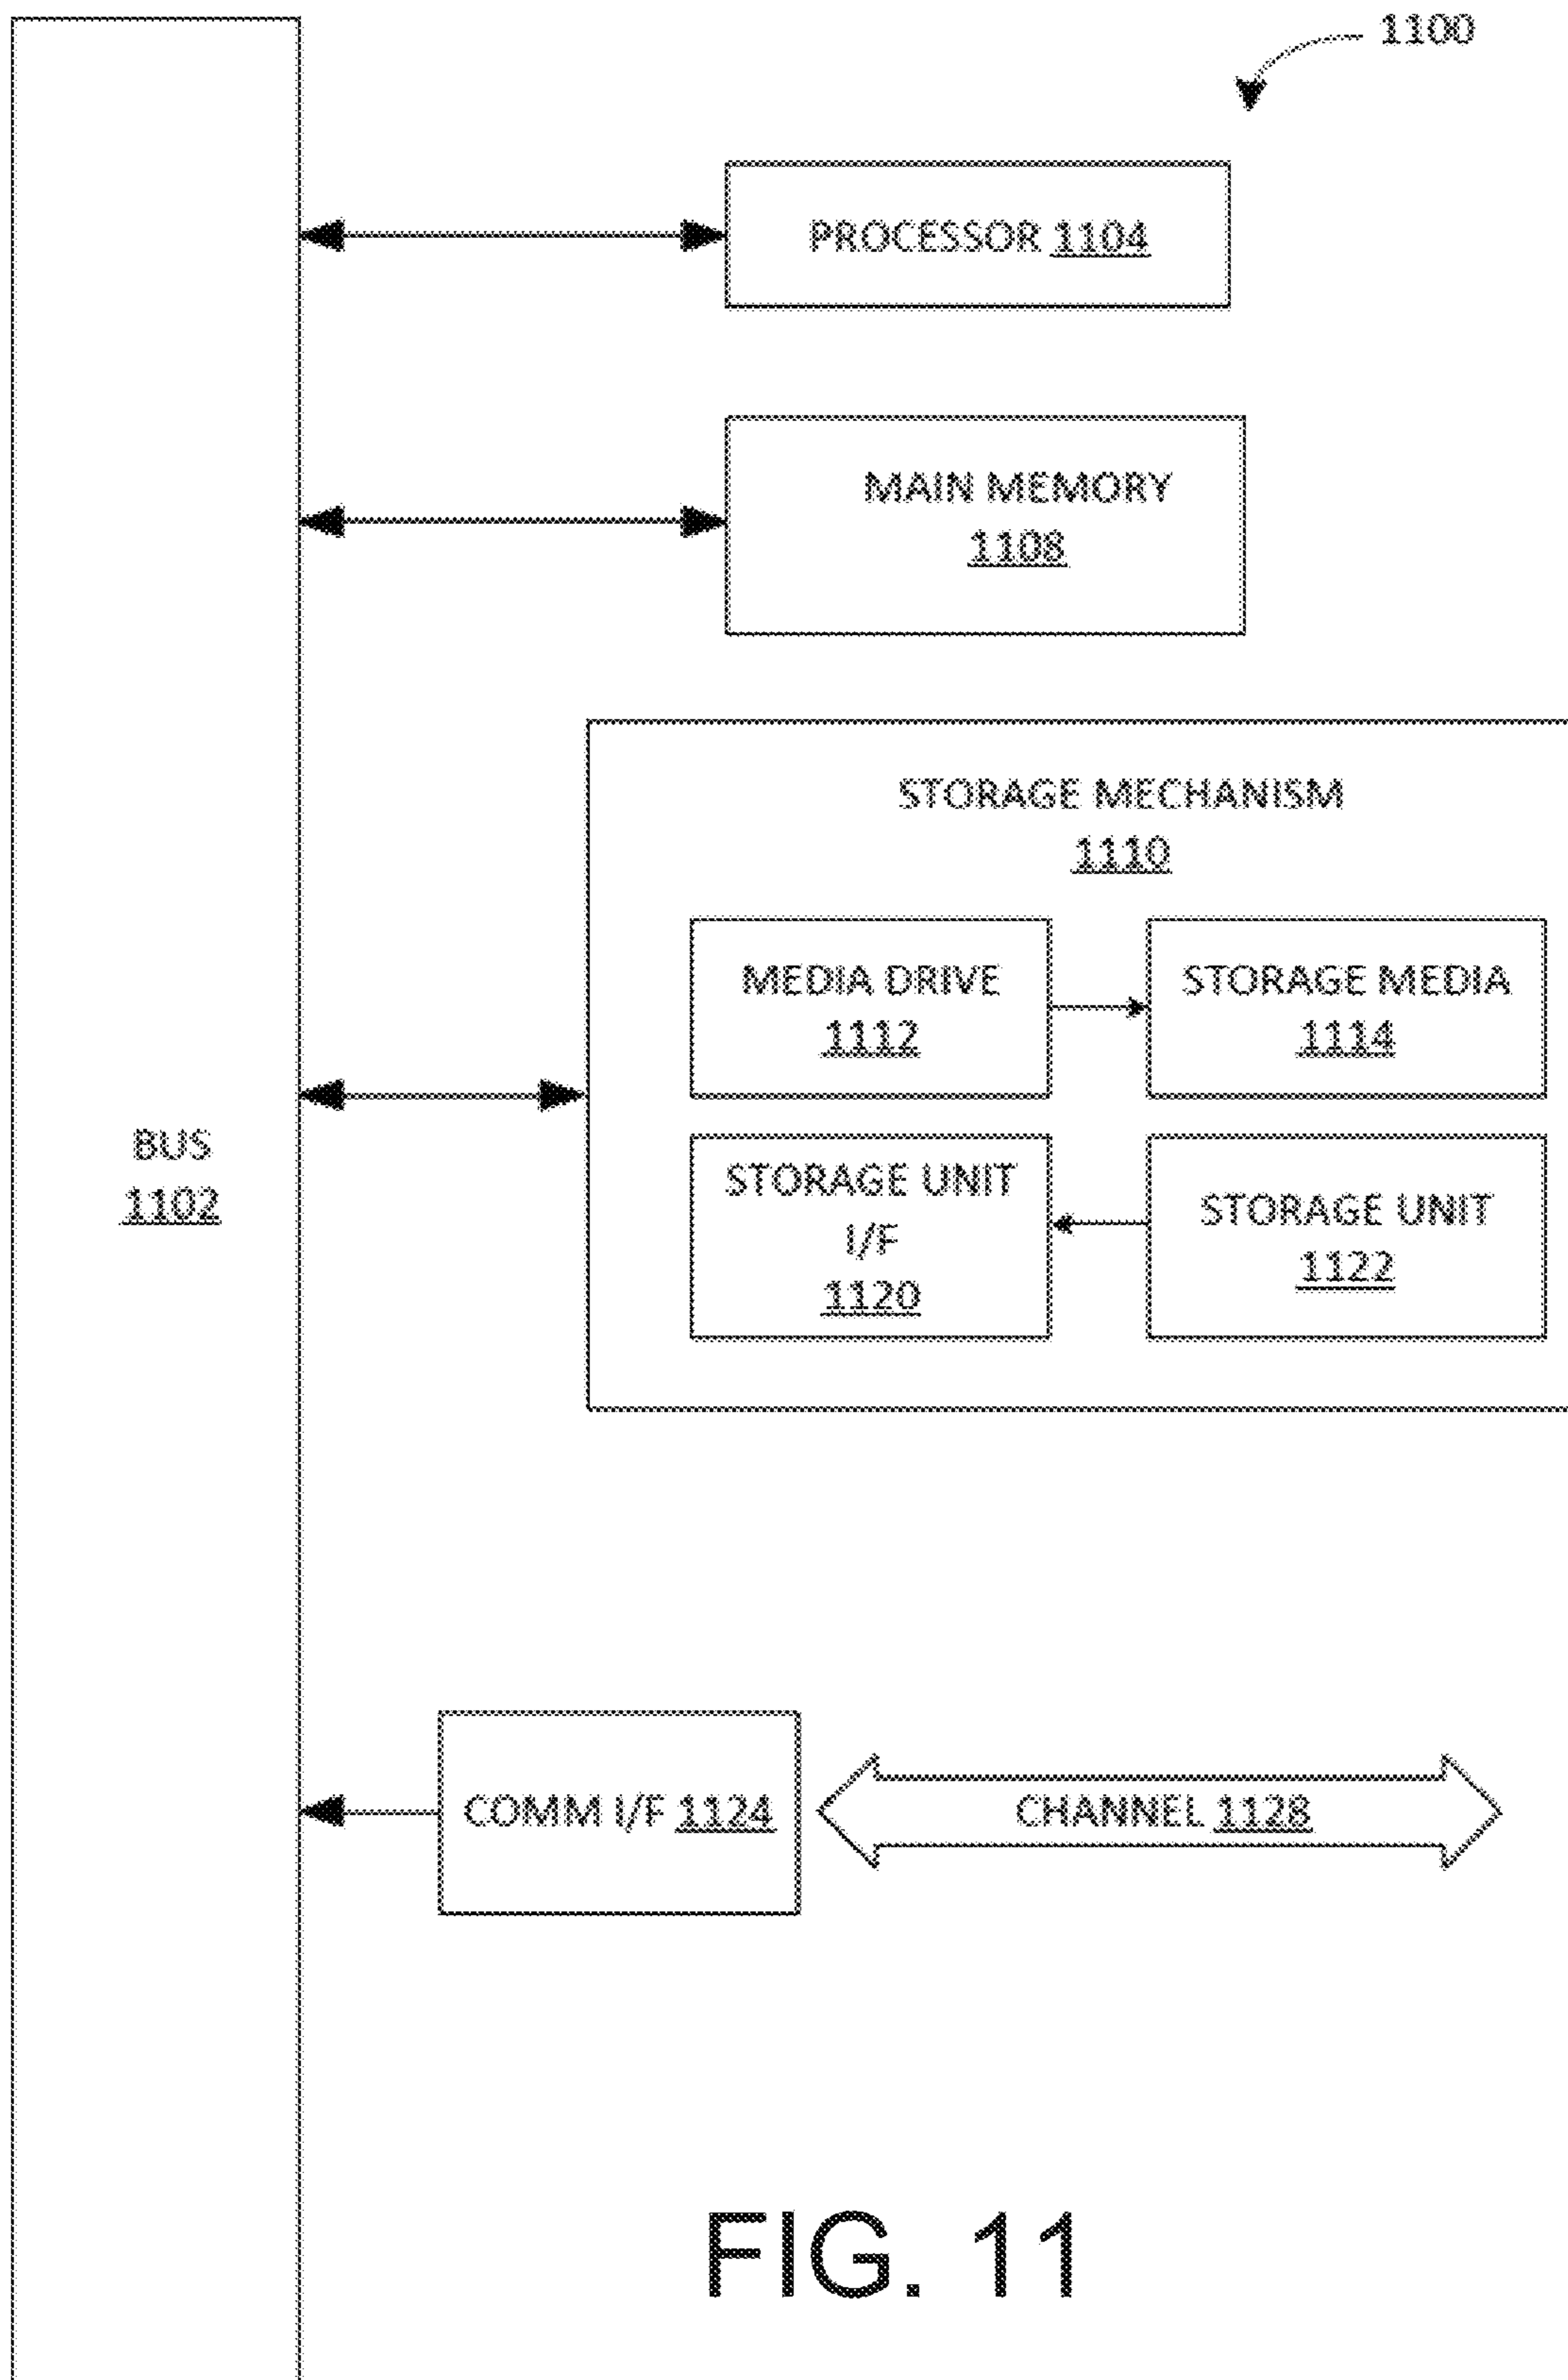 1100
PROCESSOR 1104
MAIN MEMORY
1108
STORAGE MECHANISM
1110
MEDIA DRIVE
1112
STORAGE MEDIA
1114
BUS
1102
STORAGE UNIT
I/F
1120
STORAGE UNIT
1122
COMM I/F 1124
CHANNEL 1128
FIG. 11